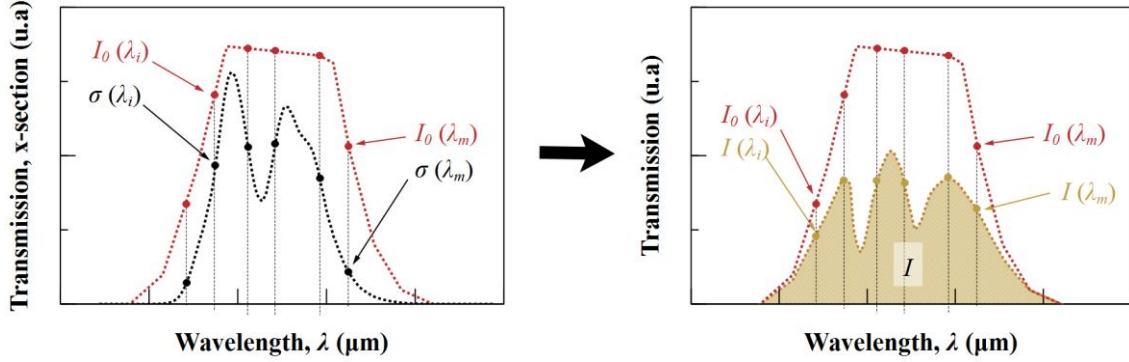 Transmission, x-section (u.a)
I₀ (λᵢ)
σ (λᵢ)
I₀ (λₘ)
σ (λₘ)
Wavelength, λ (μm)
Transmission (u.a)
I₀ (λᵢ)
I (λᵢ)
I₀ (λₘ)
I (λₘ)
I
Wavelength, λ (μm)